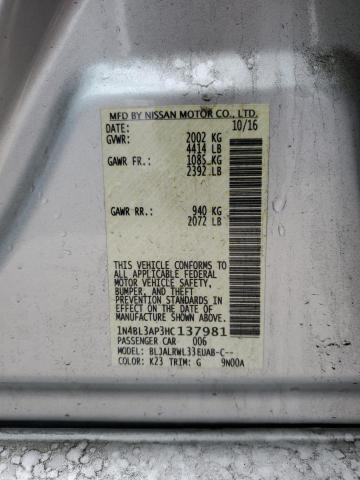 MFD BY NISSAN MOTOR CO., LTD.
DATE: 10/16
GVWR: 2002 KG
4414 LB
GAWR FR: 1085 KG
2392 LB
GAWR RR: 940 KG
2072 LB
THIS VEHICLE CONFORMS TO
ALL APPLICABLE FEDERAL
MOTOR VEHICLE SAFETY,
BUMPER, AND THEFT
PREVENTION STANDARDS IN
EFFECT ON THE DATE OF
MANUFACTURE SHOWN ABOVE.
1N4BL3AP3HC137981
PASSENGER CAR 006
MODEL: BLJALRWL33EUAB-C--
COLOR: K23 TRIM: G 9N00A